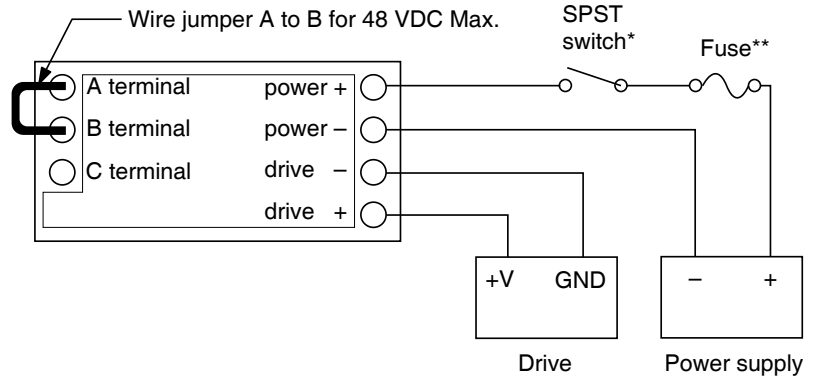 Wire jumper A to B for 48 VDC Max.
SPST
switch*
Fuse**
A terminal power +
B terminal power –
C terminal drive –
drive +
+V GND
– +
Drive
Power supply